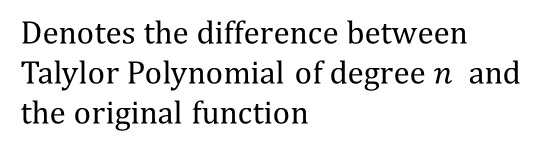 Denotes the difference between
Talylor Polynomial of degree n and
the original function